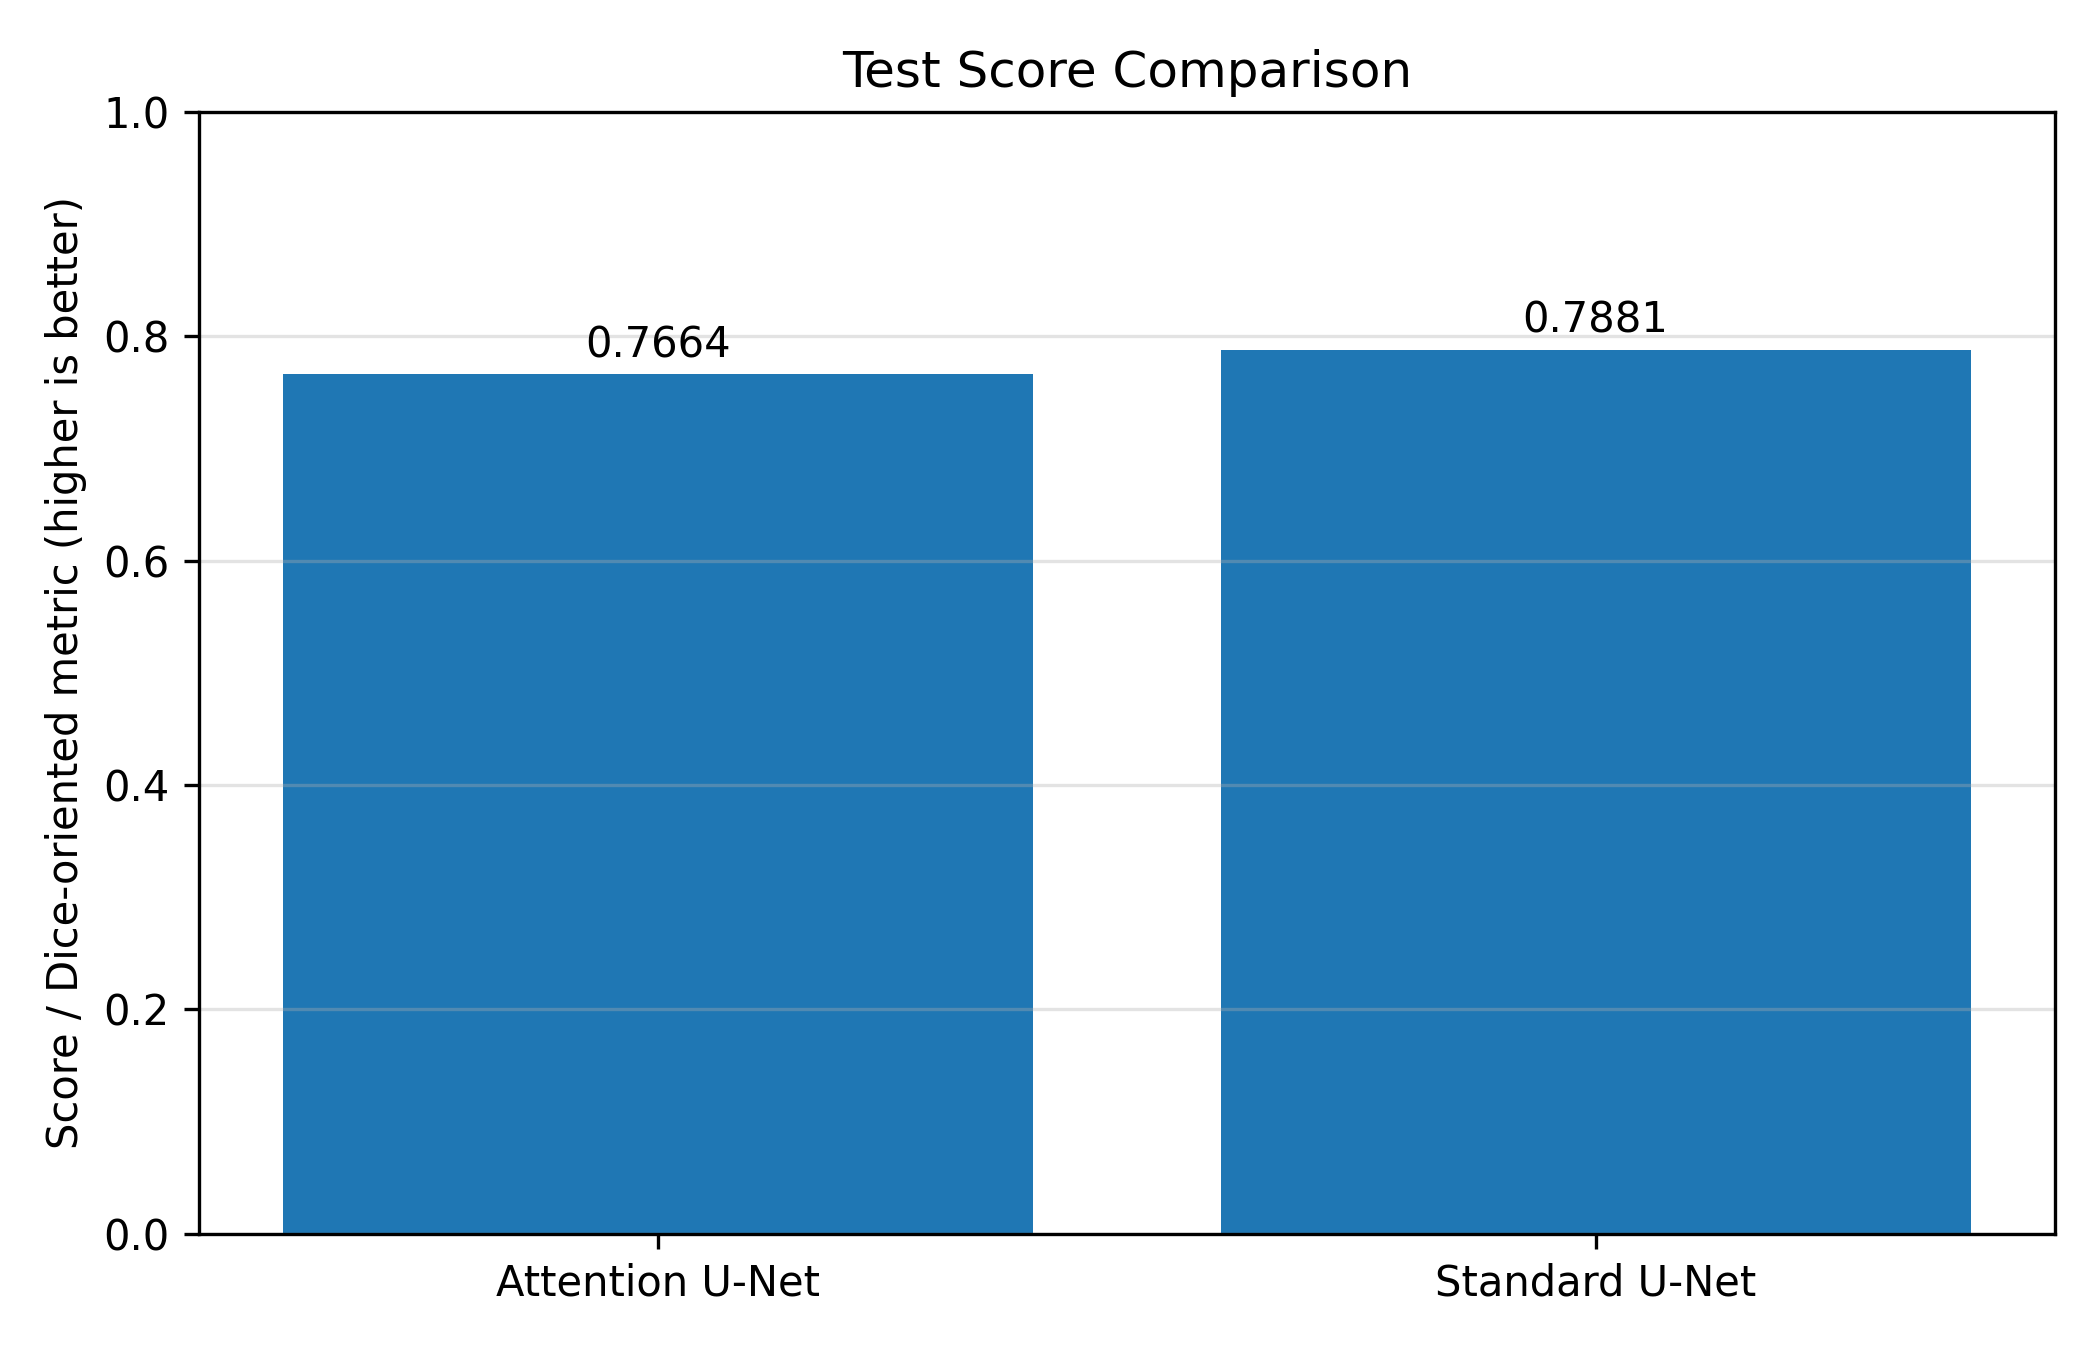 Test Score Comparison
Score / Dice-oriented metric (higher is better)
1.0
0.8
0.6
0.4
0.2
0.0
0.7664
0.7881
Attention U-Net
Standard U-Net